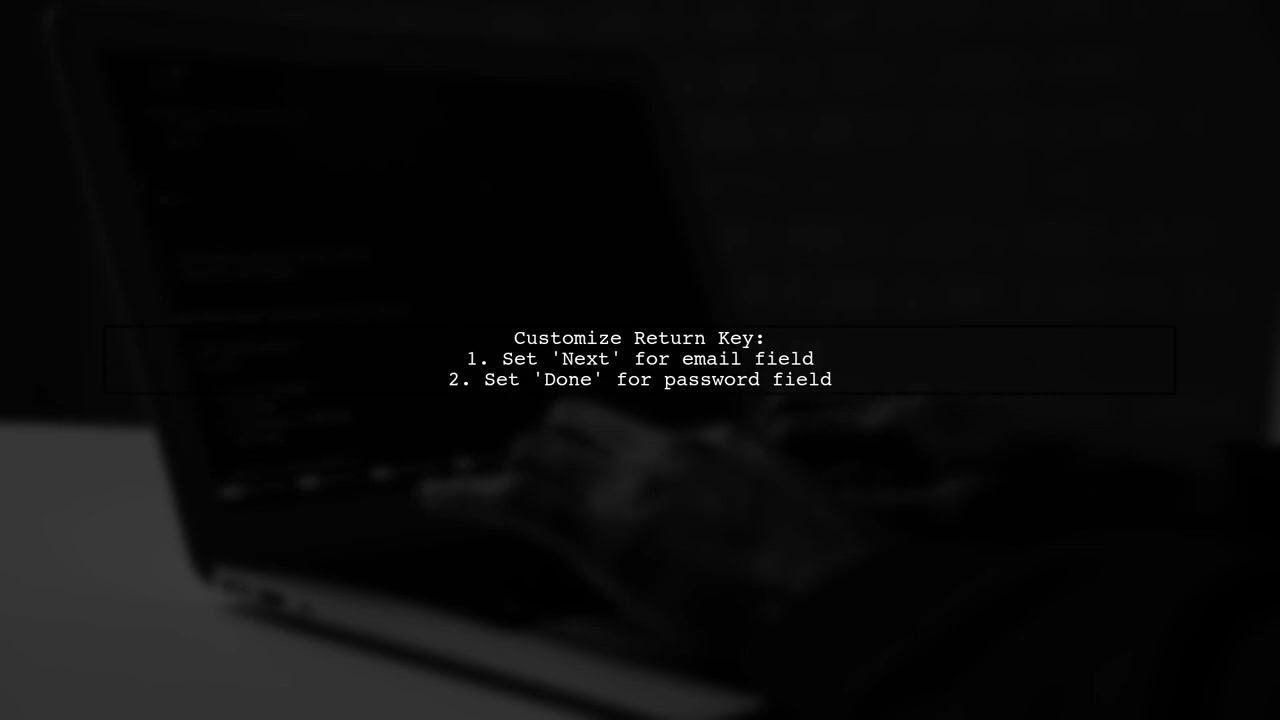 Customize Return Key:
1. Set 'Next' for email field
2. Set 'Done' for password field